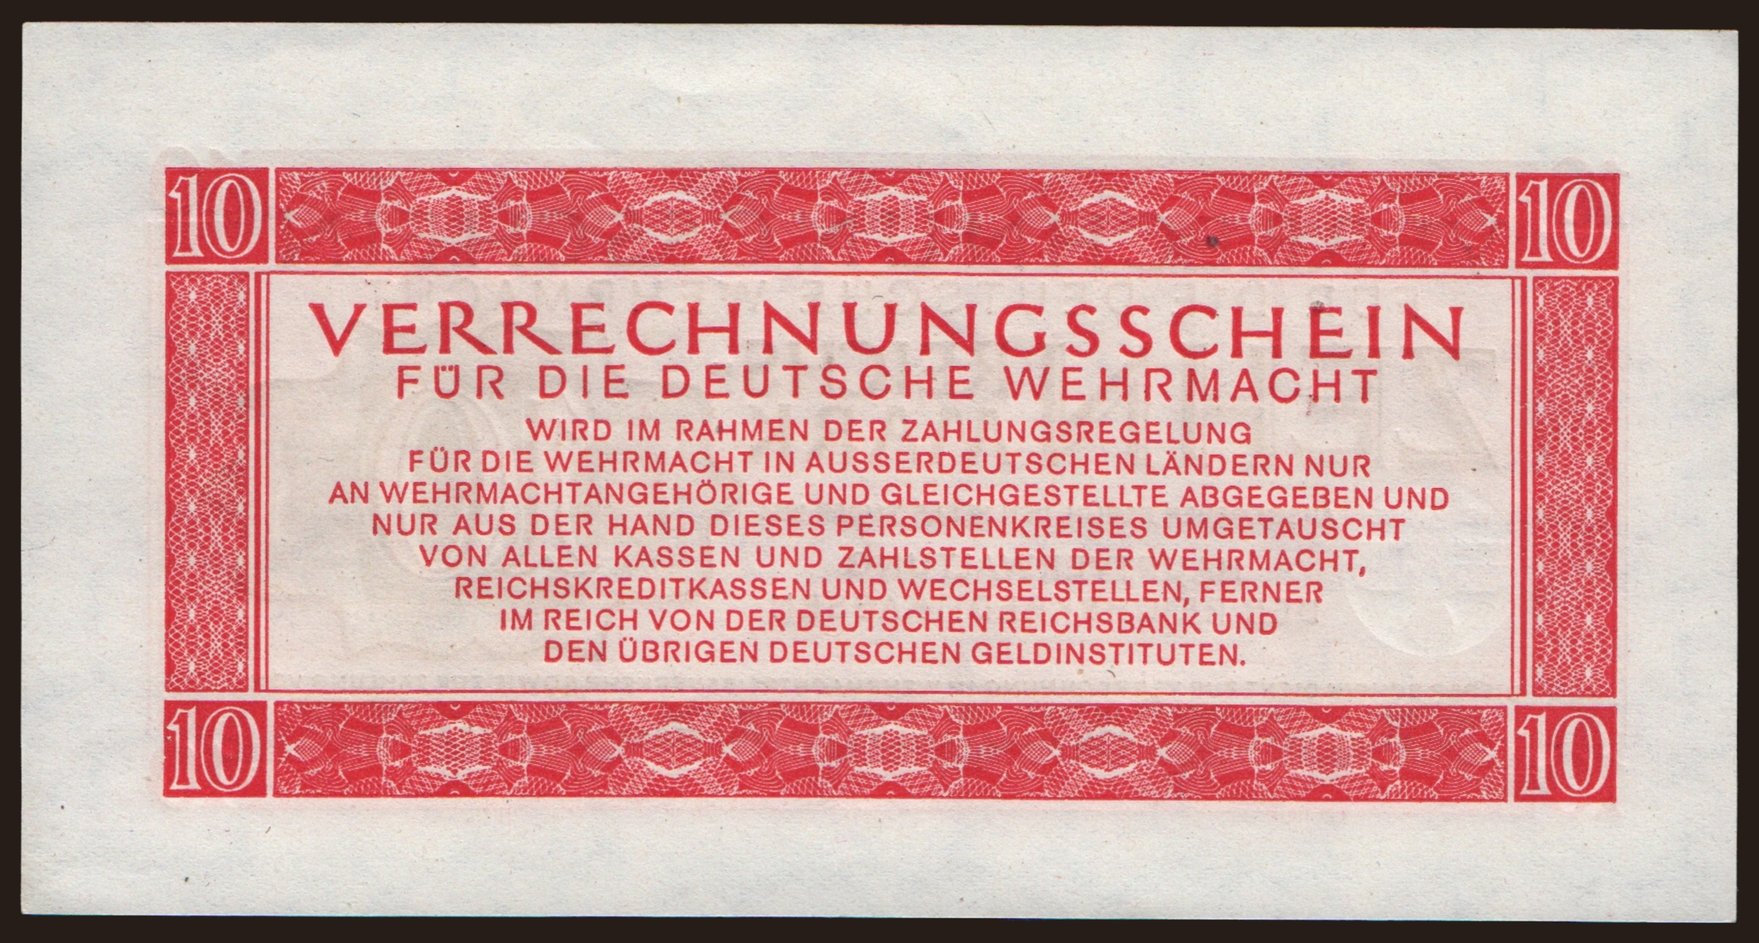 10 10
VERRECHNUNGSSCHEIN
FÜR DIE DEUTSCHE WEHRMACHT
WIRD IM RAHMEN DER ZAHLUNGSREGELUNG
FÜR DIE WEHRMACHT IN AUSSERDEUTSCHEN LÄNDERN NUR
AN WEHRMACHTANGEHÖRIGE UND GLEICHGESTELLTE ABGEGEBEN UND
NUR AUS DER HAND DIESES PERSONENKREISES UMGETAUSCHT
VON ALLEN KASSEN UND ZAHLSTELLEN DER WEHRMACHT,
REICHSKREDITKASSEN UND WECHSELSTELLEN, FERNER
IM REICH VON DER DEUTSCHEN REICHSBANK UND
DEN ÜBRIGEN DEUTSCHEN GELDINSTITUTEN.
10 10